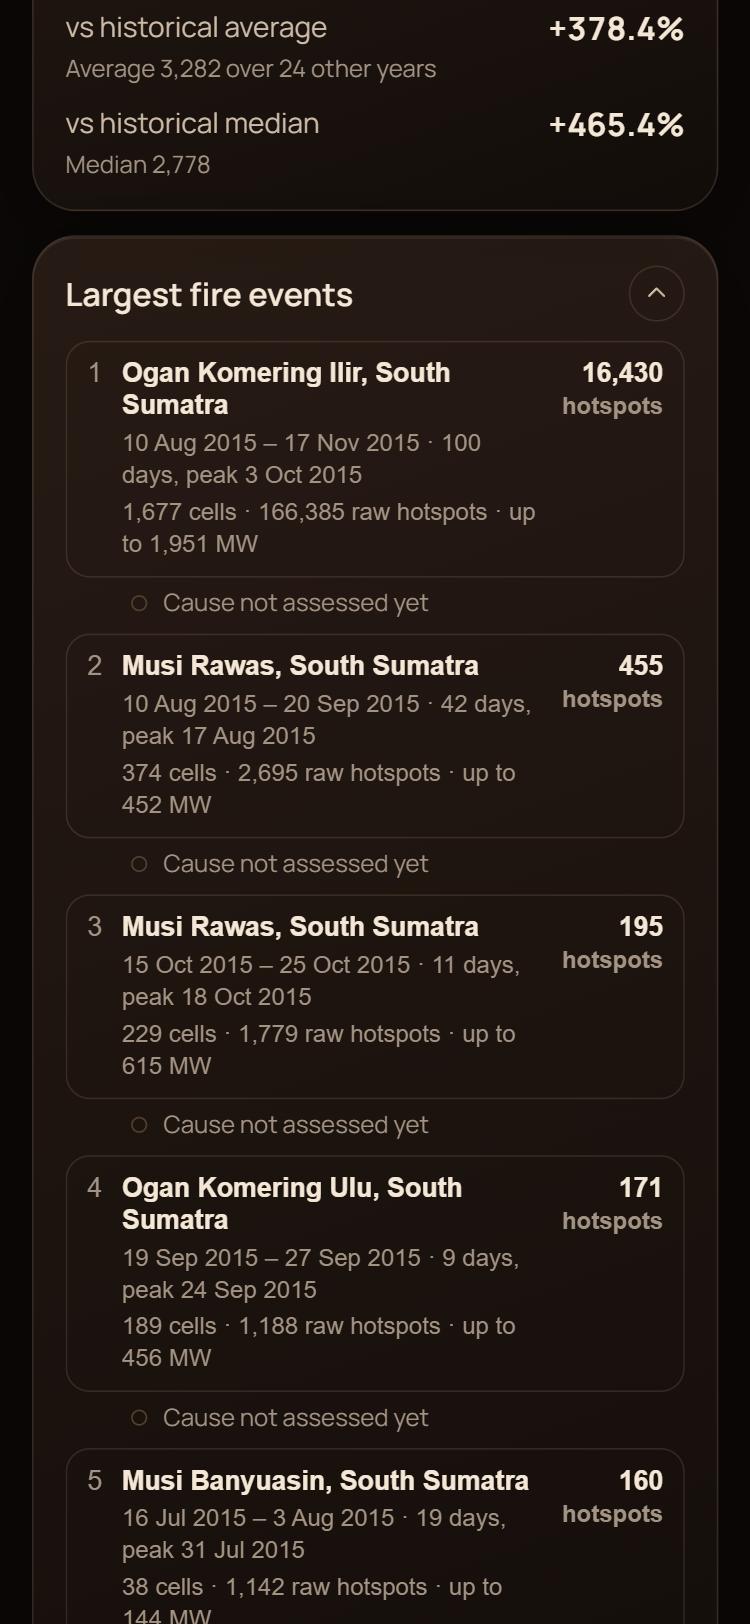 vs historical average +378.4%
Average 3,282 over 24 other years
vs historical median +465.4%
Median 2,778
Largest fire events
1 Ogan Komering Ilir, South 16,430
Sumatra hotspots
10 Aug 2015 – 17 Nov 2015 · 100
days, peak 3 Oct 2015
1,677 cells · 166,385 raw hotspots · up
to 1,951 MW
Cause not assessed yet
2 Musi Rawas, South Sumatra 455
hotspots
10 Aug 2015 – 20 Sep 2015 · 42 days,
peak 17 Aug 2015
374 cells · 2,695 raw hotspots · up to
452 MW
Cause not assessed yet
3 Musi Rawas, South Sumatra 195
hotspots
15 Oct 2015 – 25 Oct 2015 · 11 days,
peak 18 Oct 2015
229 cells · 1,779 raw hotspots · up to
615 MW
Cause not assessed yet
4 Ogan Komering Ulu, South 171
Sumatra hotspots
19 Sep 2015 – 27 Sep 2015 · 9 days,
peak 24 Sep 2015
189 cells · 1,188 raw hotspots · up to
456 MW
Cause not assessed yet
5 Musi Banyuasin, South Sumatra 160
hotspots
16 Jul 2015 – 3 Aug 2015 · 19 days,
peak 31 Jul 2015
38 cells · 1,142 raw hotspots · up to
144 MW